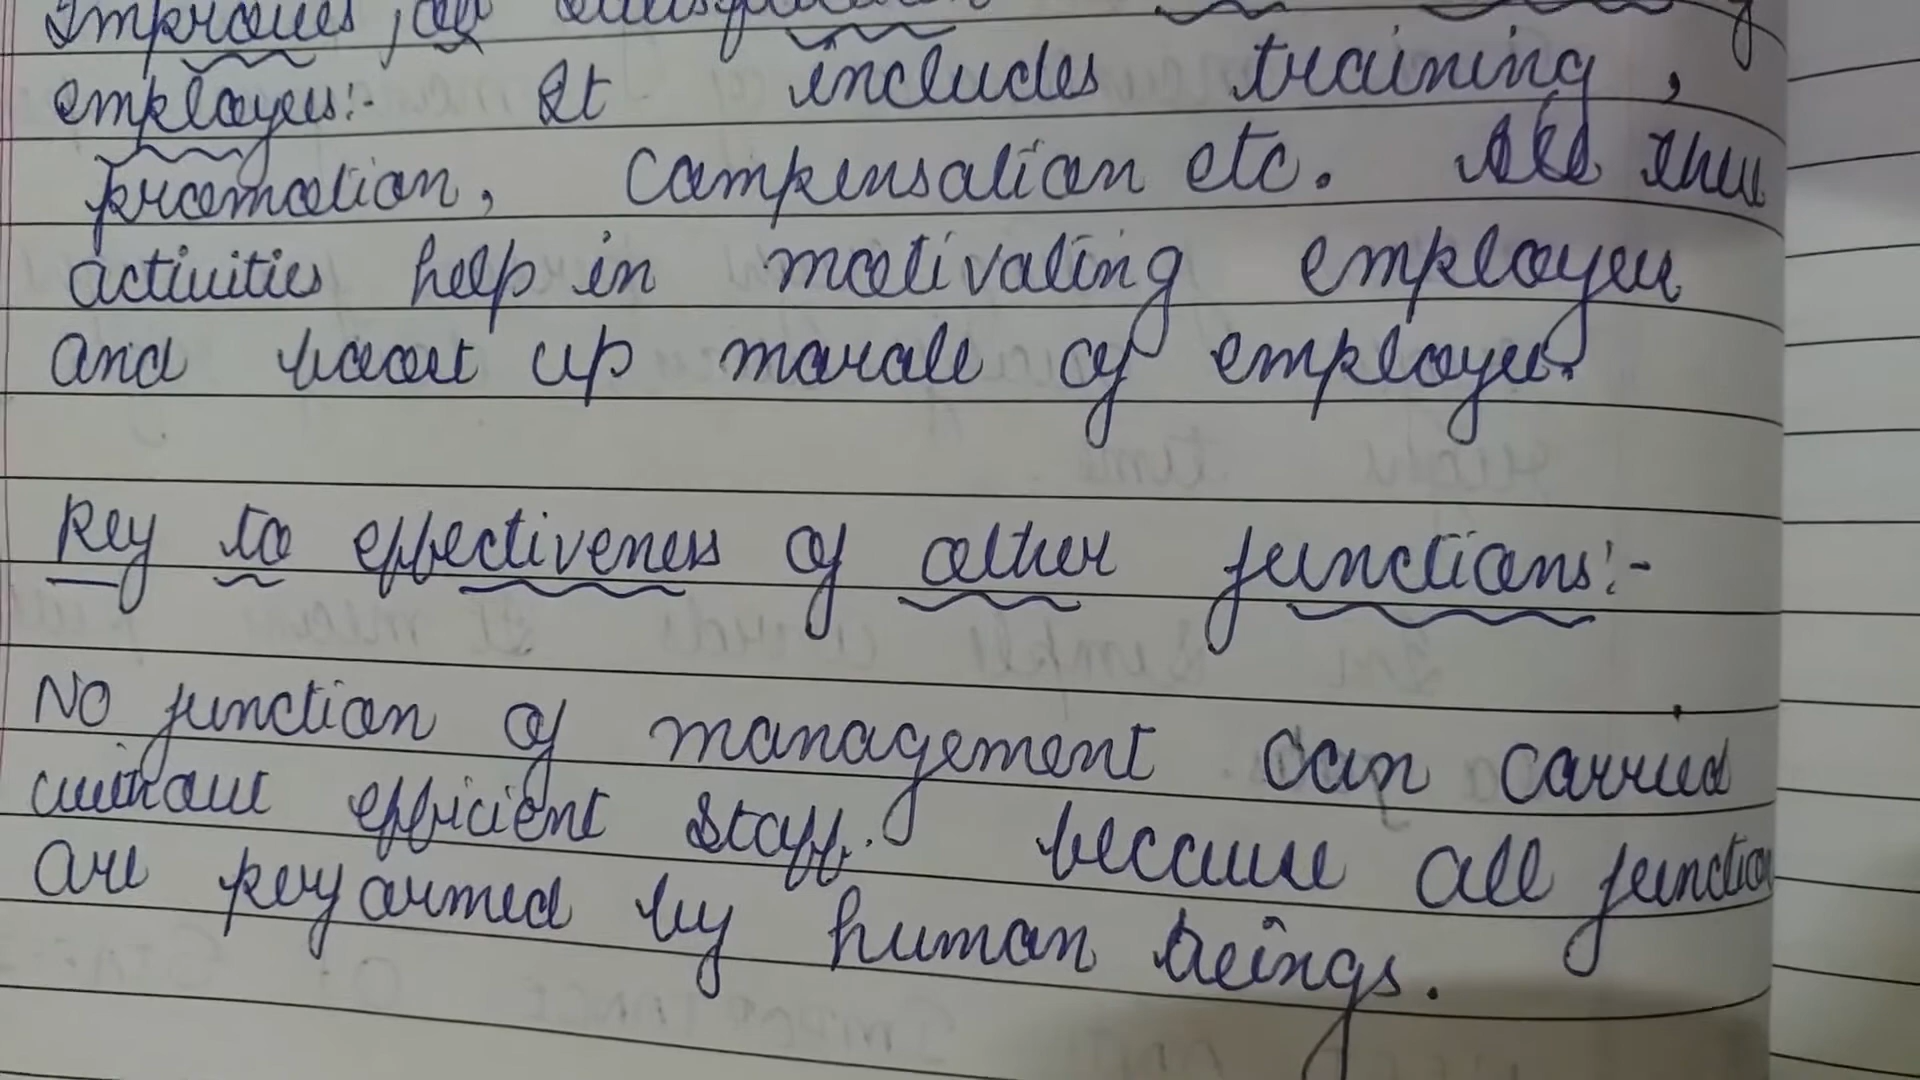 Improves job
employees:- It includes training,
promotion, compensation etc. All these
activities help in motivating employees
and boost up morale of employees.
Key to effectiveness of other functions:-
No function of management can carried
without efficient staff. because all function
are performed by human beings.